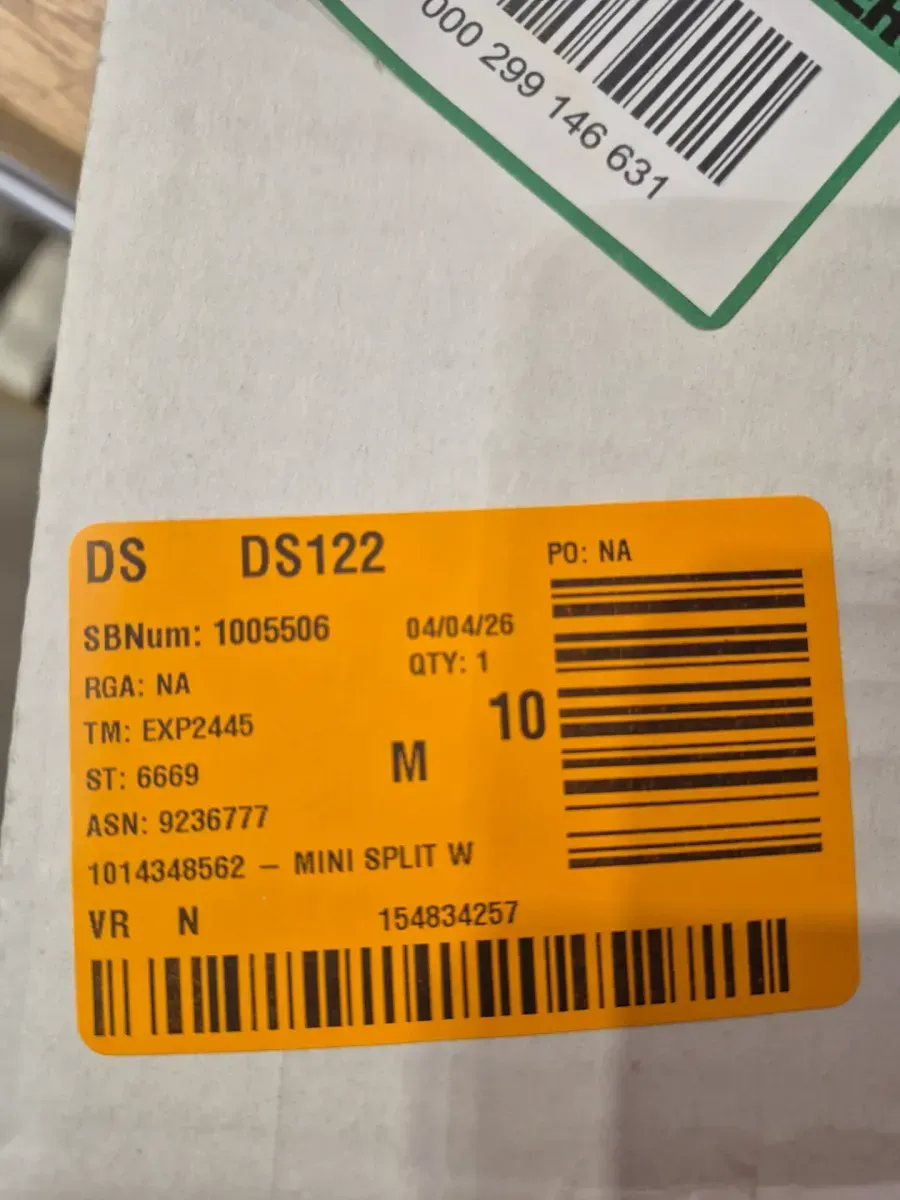 000 299 146 631
DS DS122
PO: NA
SBNum: 1005506
04/04/26
QTY: 1
RGA: NA
TM: EXP2445
10
ST: 6669
M
ASN: 9236777
1014348562 – MINI SPLIT W
VR N
154834257